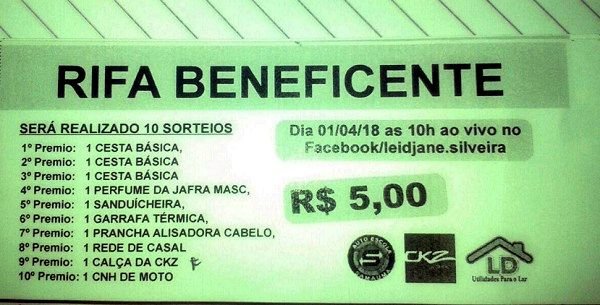 RIFA BENEFICENTE
SERÁ REALIZADO 10 SORTEIOS
1º Premio: 1 CESTA BÁSICA,
2º Premio: 1 CESTA BÁSICA
3º Premio: 1 CESTA BÁSICA
4º Premio: 1 PERFUME DA JAFRA MASC,
5º Premio: 1 SANDUÍCHEIRA,
6º Premio: 1 GARRAFA TÉRMICA,
7º Premio: 1 PRANCHA ALISADORA CABELO,
8º Premio: 1 REDE DE CASAL
9º Premio: 1 CALÇA DA CKZ
10º Premio: 1 CNH DE MOTO
Dia 01/04/18 as 10h ao vivo no
Facebook/leidjane.silveira
R$ 5,00
AUTO ESCOLA
S
CKZ
LD
Utilidades Para o Lar